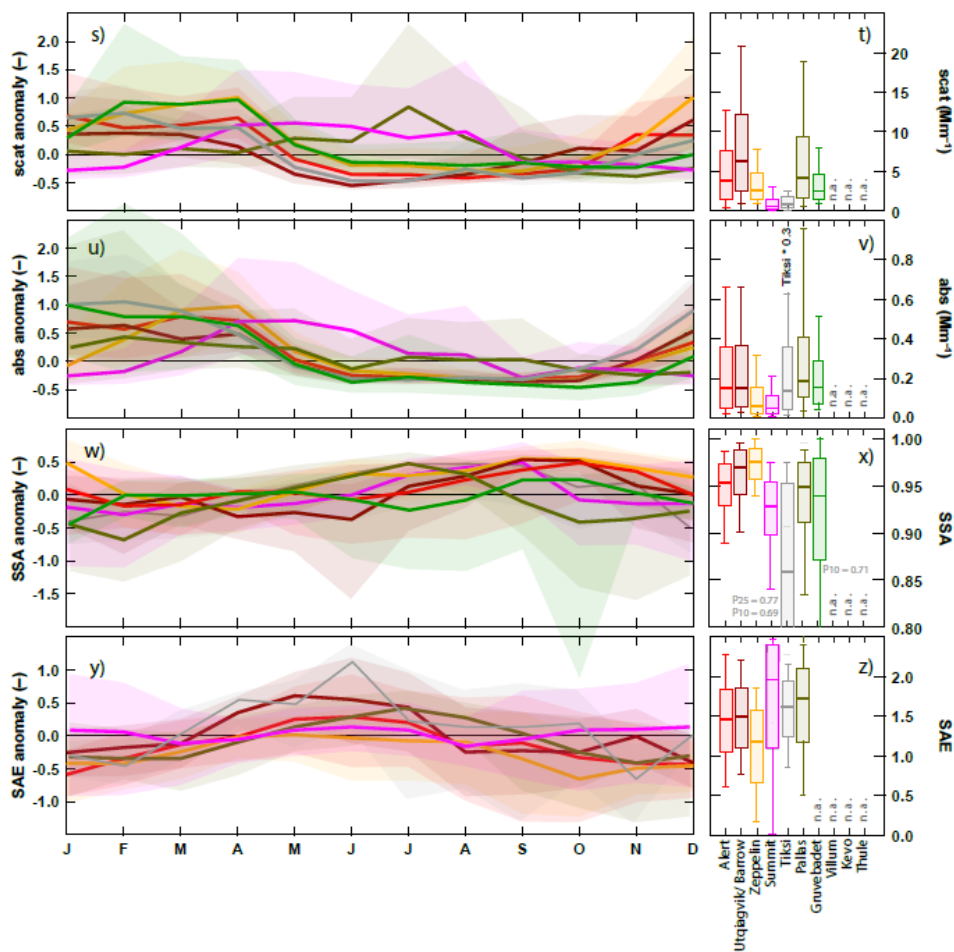 s)
scat anomaly (–)
2.0
1.5
1.0
0.5
0.0
-0.5
t)
20
15
10
5
0
scat (Mm⁻¹)
n.a.
n.a.
n.a.
u)
abs anomaly (–)
2.0
1.5
1.0
0.5
0.0
-0.5
v)
Tiksi * 0.3
0.8
0.6
0.4
0.2
0.0
abs (Mm⁻¹)
n.a.
n.a.
n.a.
w)
SSA anomaly (–)
0.5
0.0
-0.5
-1.0
-1.5
x)
1.00
0.95
0.90
0.85
0.80
SSA
P10 = 0.71
P25 = 0.77
P10 = 0.69
n.a.
n.a.
n.a.
y)
SAE anomaly (–)
1.0
0.5
0.0
-0.5
-1.0
z)
2.0
1.5
1.0
0.5
0.0
SAE
n.a.
n.a.
n.a.
n.a.
J F M A M J J A S O N D
Alert
Utqiagvik/ Barrow
Zeppelin
Summit
Tiksi
Pallas
Gruvebadet
Villum
Kevo
Thule